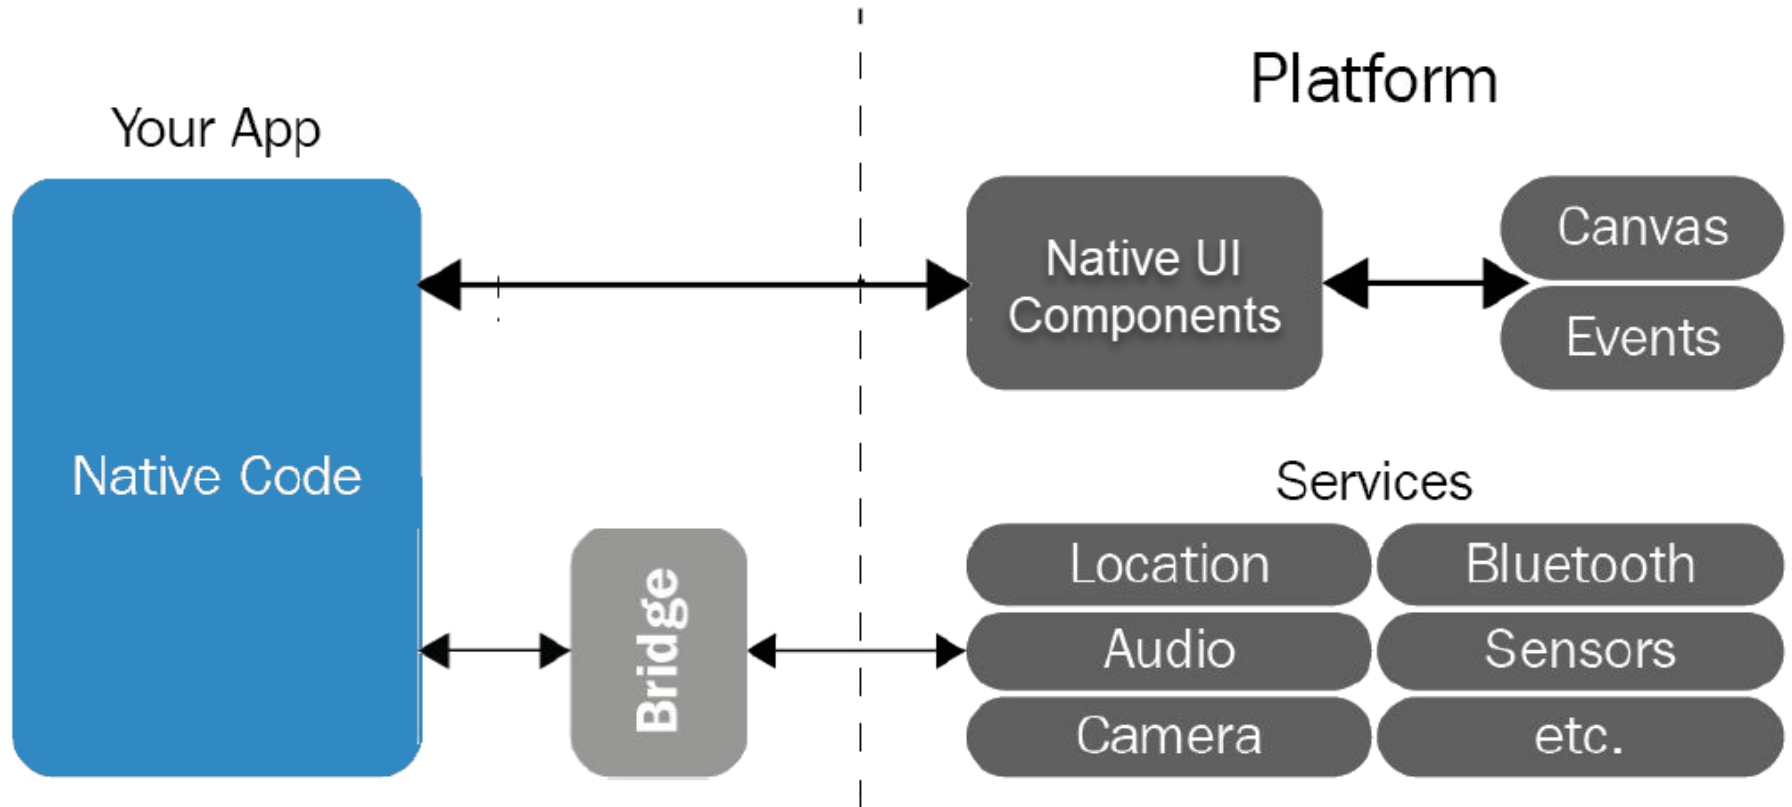 Your App
Native Code
Bridge
Platform
Native UI
Components
Canvas
Events
Services
Location
Bluetooth
Audio
Sensors
Camera
etc.